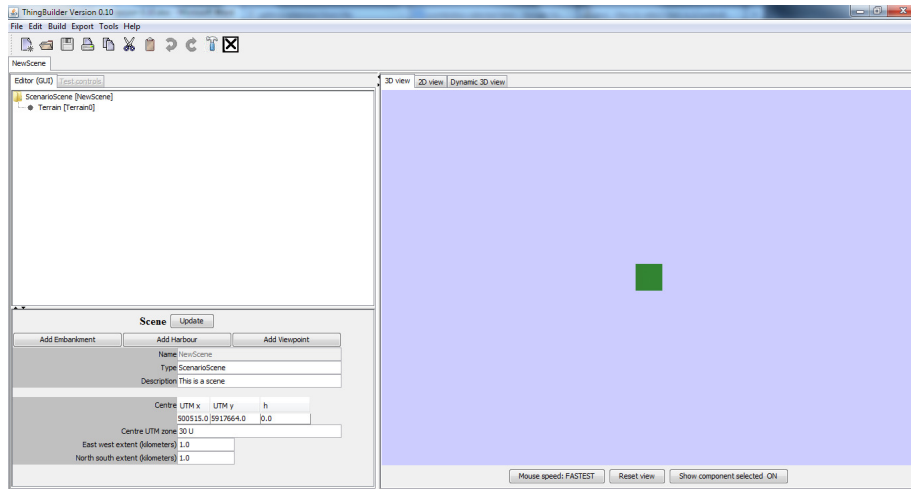 ThingBuilder Version 0.10
File Edit Build Export Tools Help
NewScene
Editor (GUI) Test controls
3D view 2D view Dynamic 3D view
ScenarioScene [NewScene]
Terrain [Terrain0]
Scene Update
Add Embankment Add Harbour Add Viewpoint
Name NewScene
Type ScenarioScene
Description This is a scene
Centre UTM x UTM y h
500515.0 5917664.0 0.0
Centre UTM zone 30 U
East west extent (kilometers) 1.0
North south extent (kilometers) 1.0
Mouse speed: FASTEST Reset view Show component selected ON